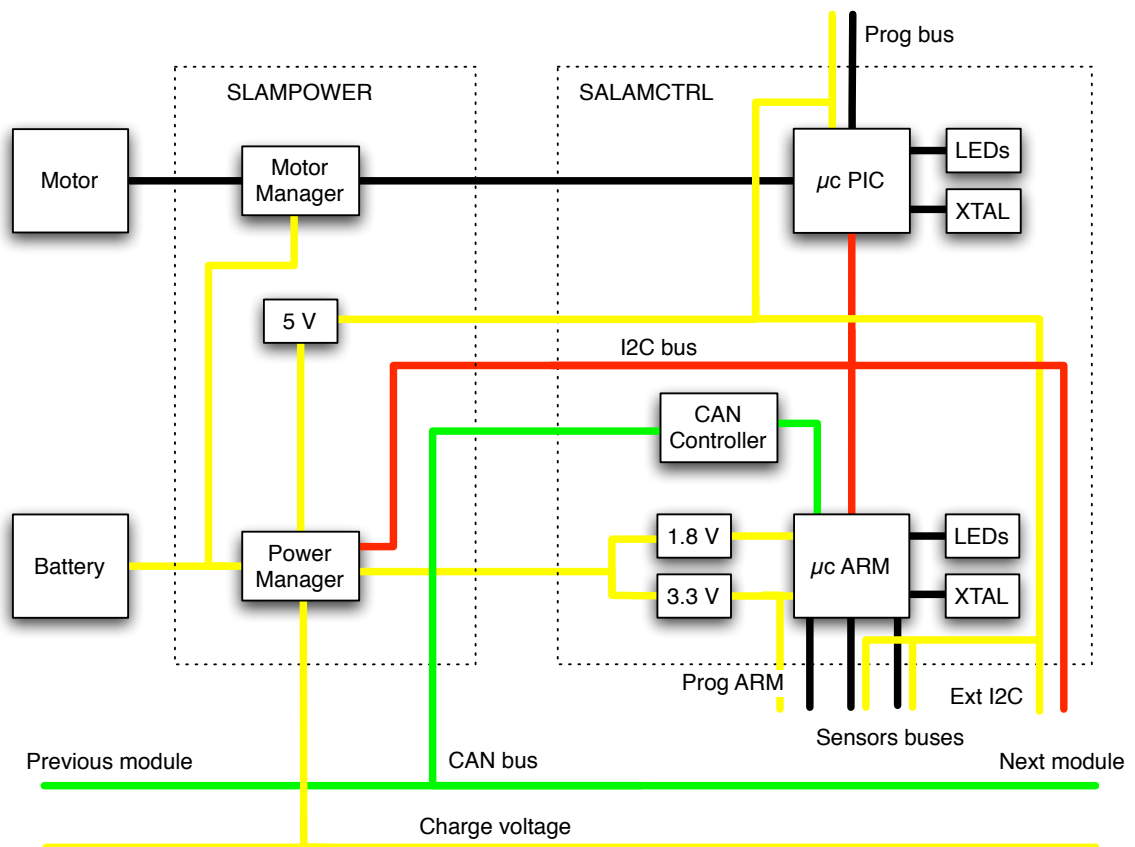 Prog bus
SLAMPOWER
SALAMCTRL
Motor
Motor
Manager
µc PIC
LEDs
XTAL
5 V
I2C bus
CAN
Controller
Battery
Power
Manager
1.8 V
3.3 V
µc ARM
LEDs
XTAL
Prog ARM
Ext I2C
Sensors buses
Previous module
CAN bus
Next module
Charge voltage